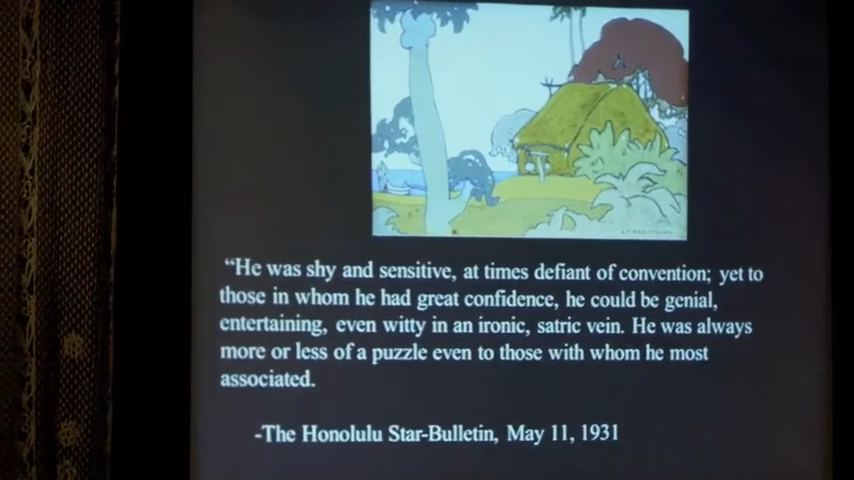 “He was shy and sensitive, at times defiant of convention; yet to
those in whom he had great confidence, he could be genial,
entertaining, even witty in an ironic, satric vein. He was always
more or less of a puzzle even to those with whom he most
associated.
-The Honolulu Star-Bulletin, May 11, 1931